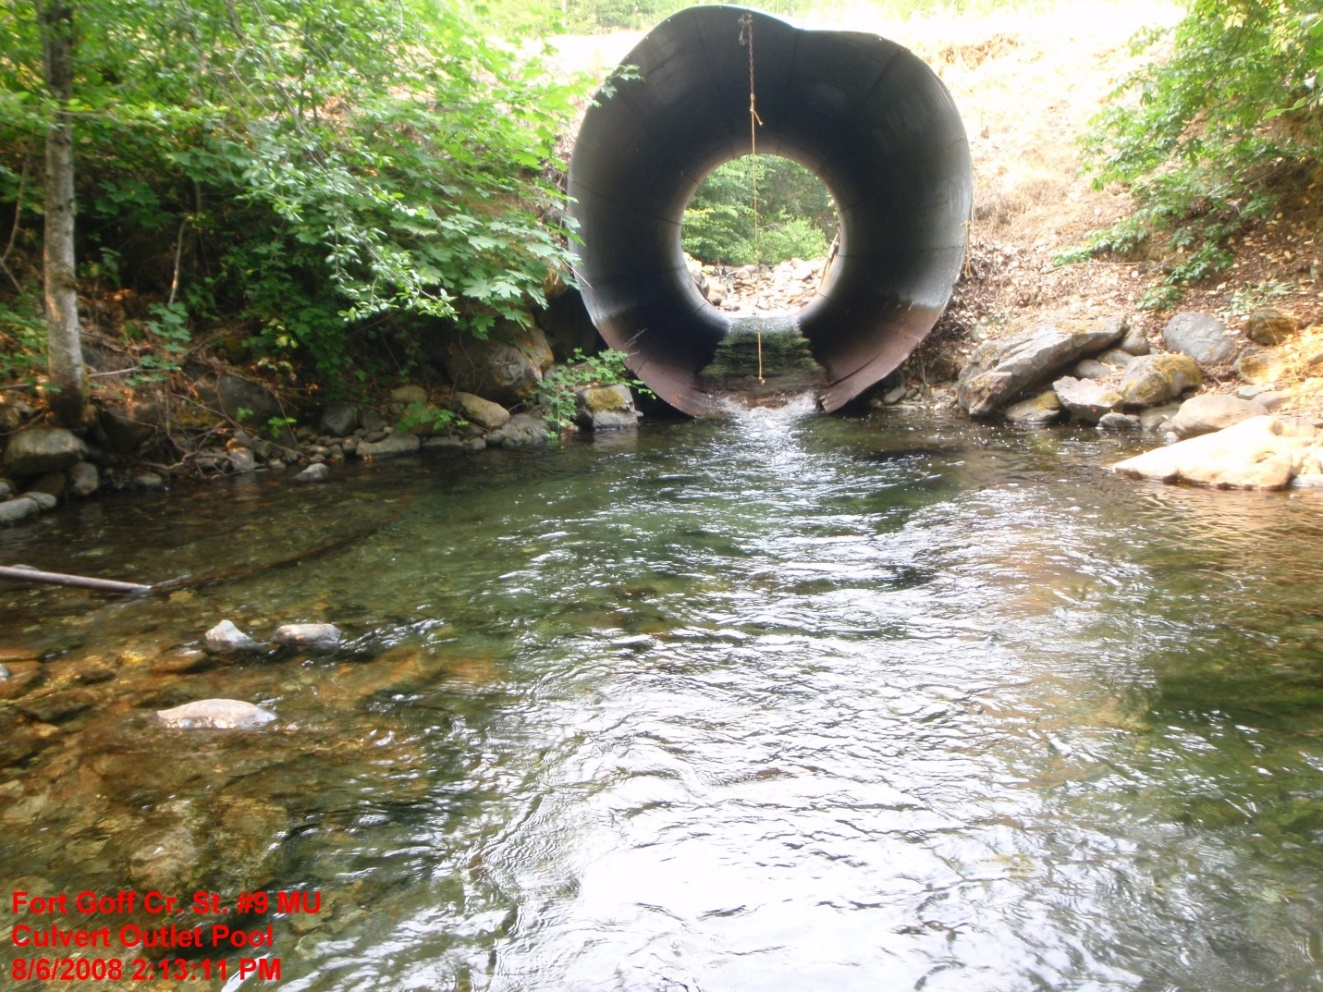 Fort Goff Cr. St. #9 MU
Culvert Outlet Pool
8/6/2008 2:13:11 PM